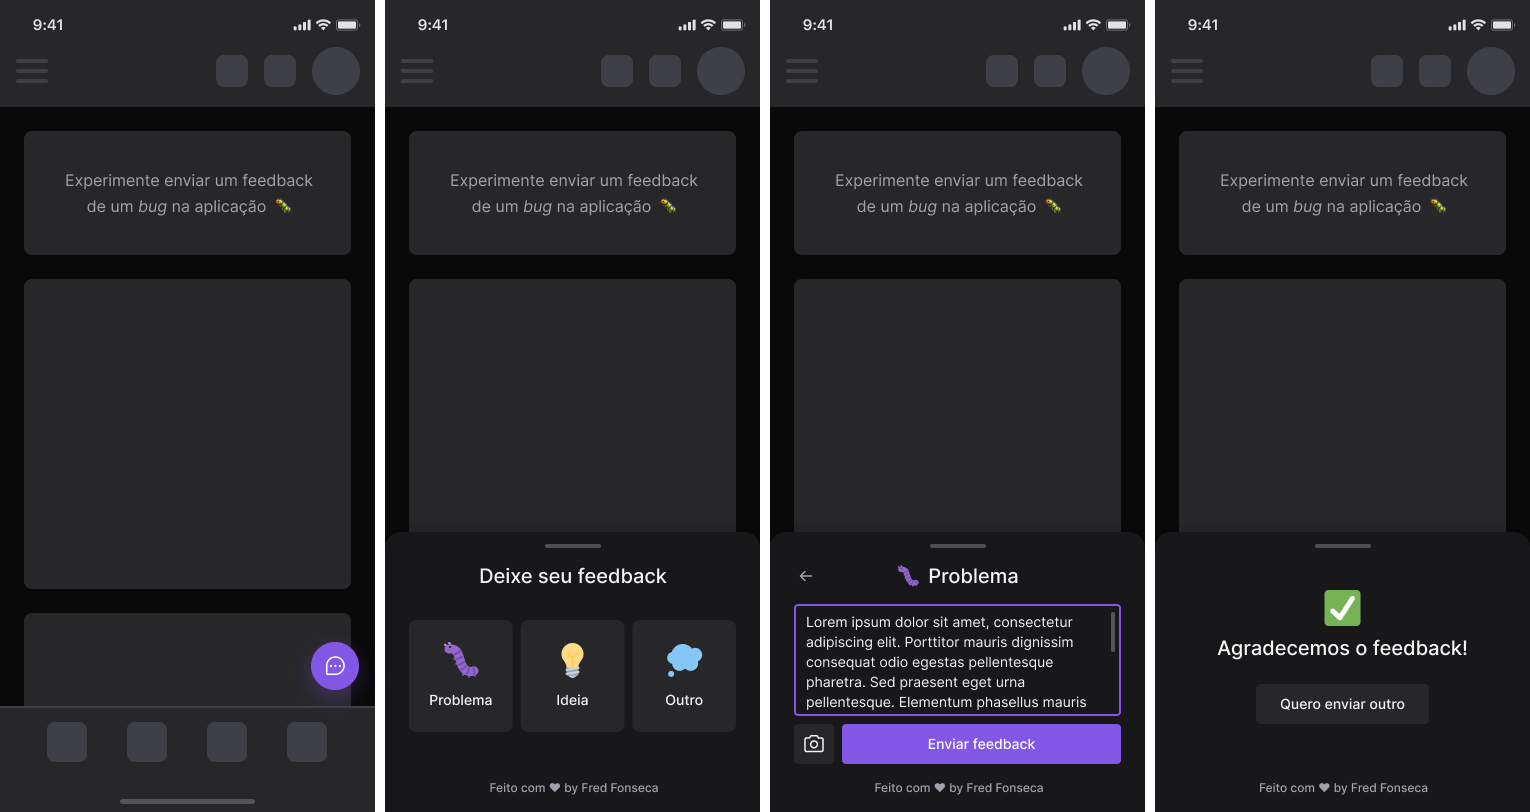 9:41
Experimente enviar um feedback
de um bug na aplicação
9:41
Experimente enviar um feedback
de um bug na aplicação
Deixe seu feedback
Problema
Ideia
Outro
Feito com ♥ by Fred Fonseca
9:41
Experimente enviar um feedback
de um bug na aplicação
Problema
Lorem ipsum dolor sit amet, consectetur
adipiscing elit. Porttitor mauris dignissim
consequat odio egestas pellentesque
pharetra. Sed praesent eget urna
pellentesque. Elementum phasellus mauris
Enviar feedback
Feito com ♥ by Fred Fonseca
9:41
Experimente enviar um feedback
de um bug na aplicação
Agradecemos o feedback!
Quero enviar outro
Feito com ♥ by Fred Fonseca